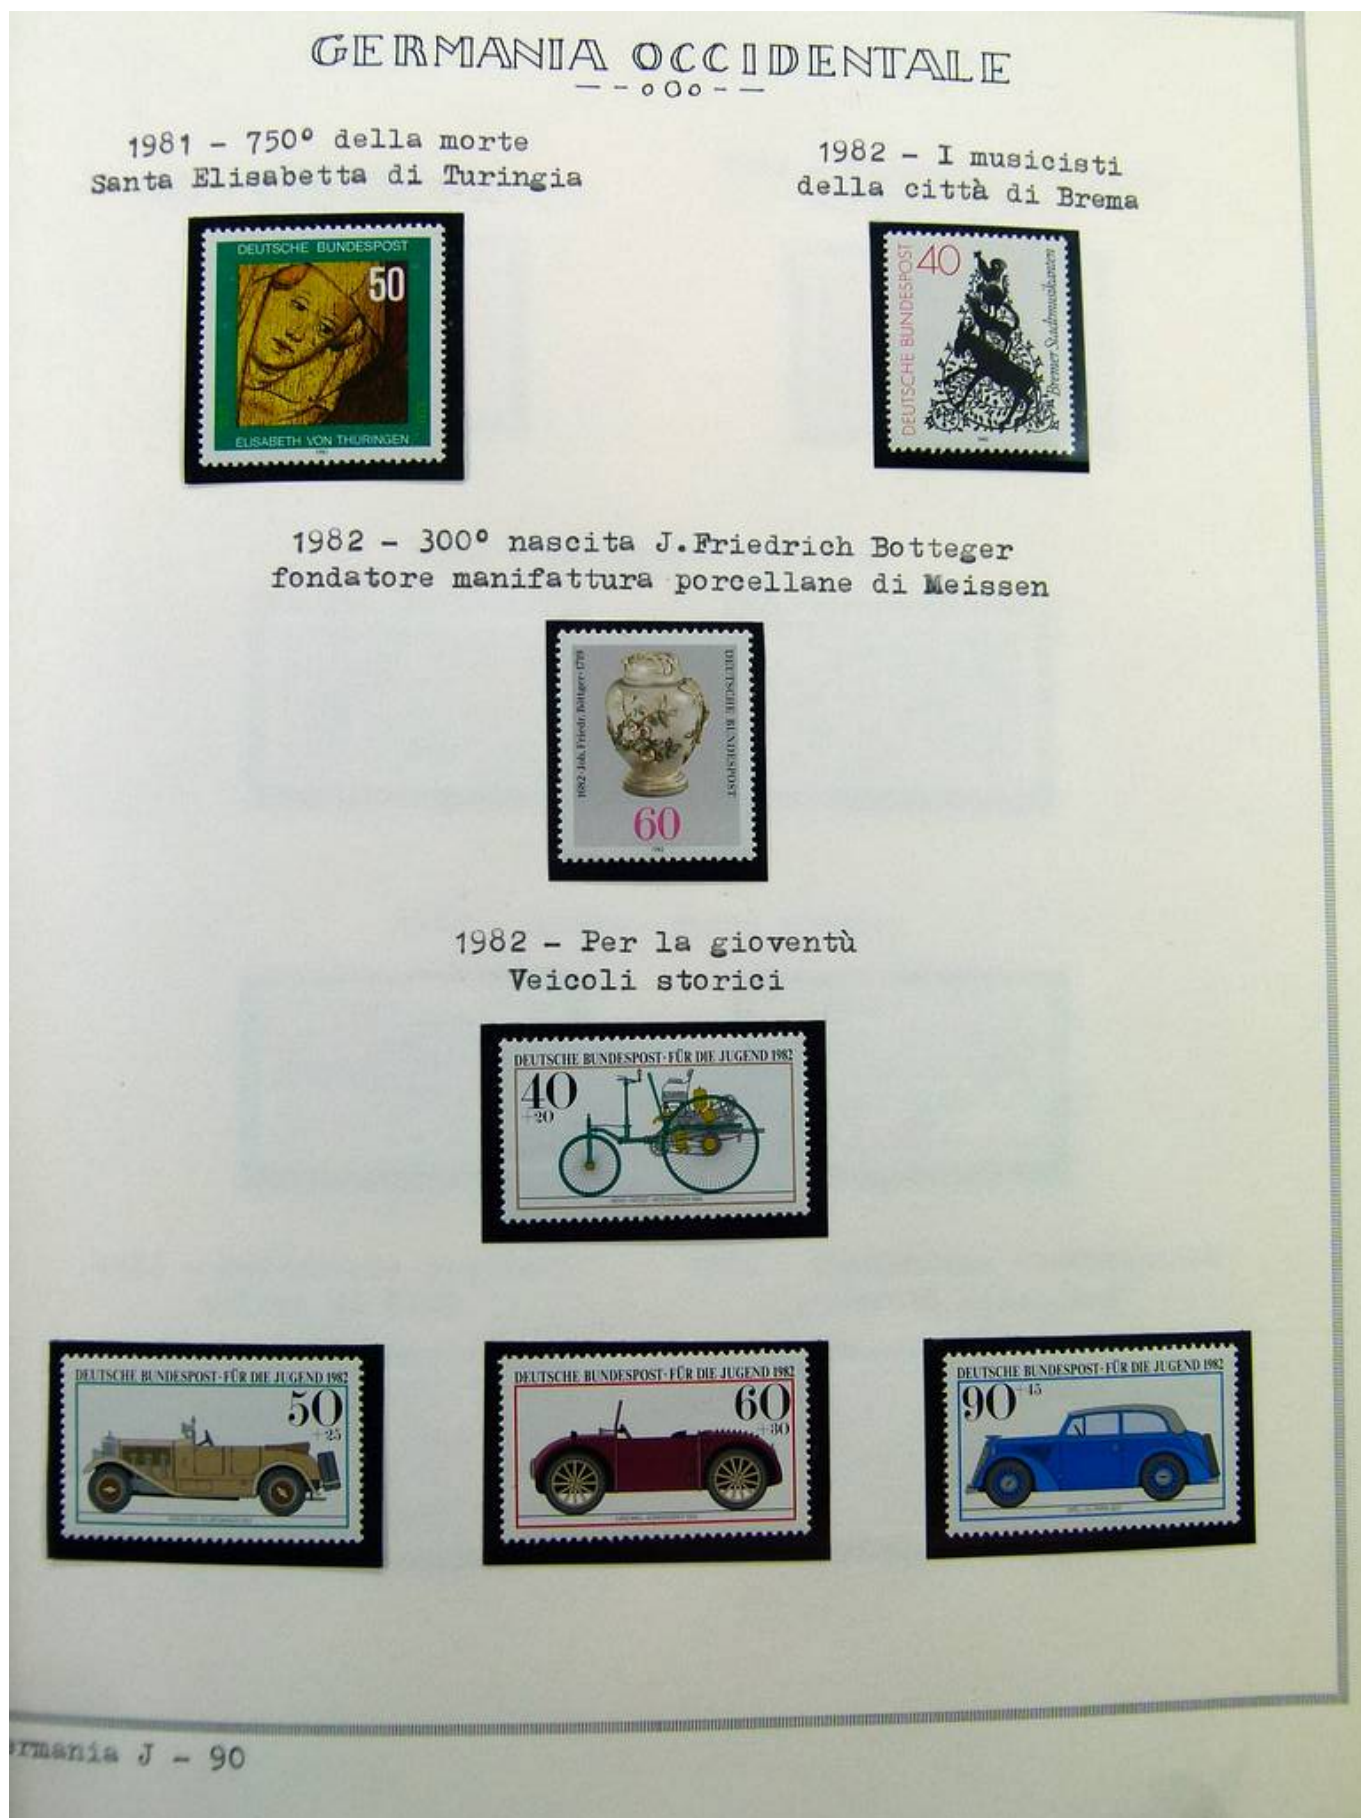 GERMANIA OCCIDENTALE
--oOo--
1981 - 750º della morte
Santa Elisabetta di Turingia
1982 - I musicisti
della città di Brema
DEUTSCHE BUNDESPOST
50
ELISABETH VON THÜRINGEN
DEUTSCHE BUNDESPOST
40
Bremer Stadtmusikanten
1982 - 300º nascita J.Friedrich Botteger
fondatore manifattura porcellane di Meissen
1682·Joh. Friedr. Böttger·1719
DEUTSCHE BUNDESPOST
60
1982 - Per la gioventù
Veicoli storici
DEUTSCHE BUNDESPOST·FÜR DIE JUGEND 1982
40
+20
DEUTSCHE BUNDESPOST·FÜR DIE JUGEND 1982
50
+25
DEUTSCHE BUNDESPOST·FÜR DIE JUGEND 1982
60
+30
DEUTSCHE BUNDESPOST·FÜR DIE JUGEND 1982
90 +45
rmania J - 90